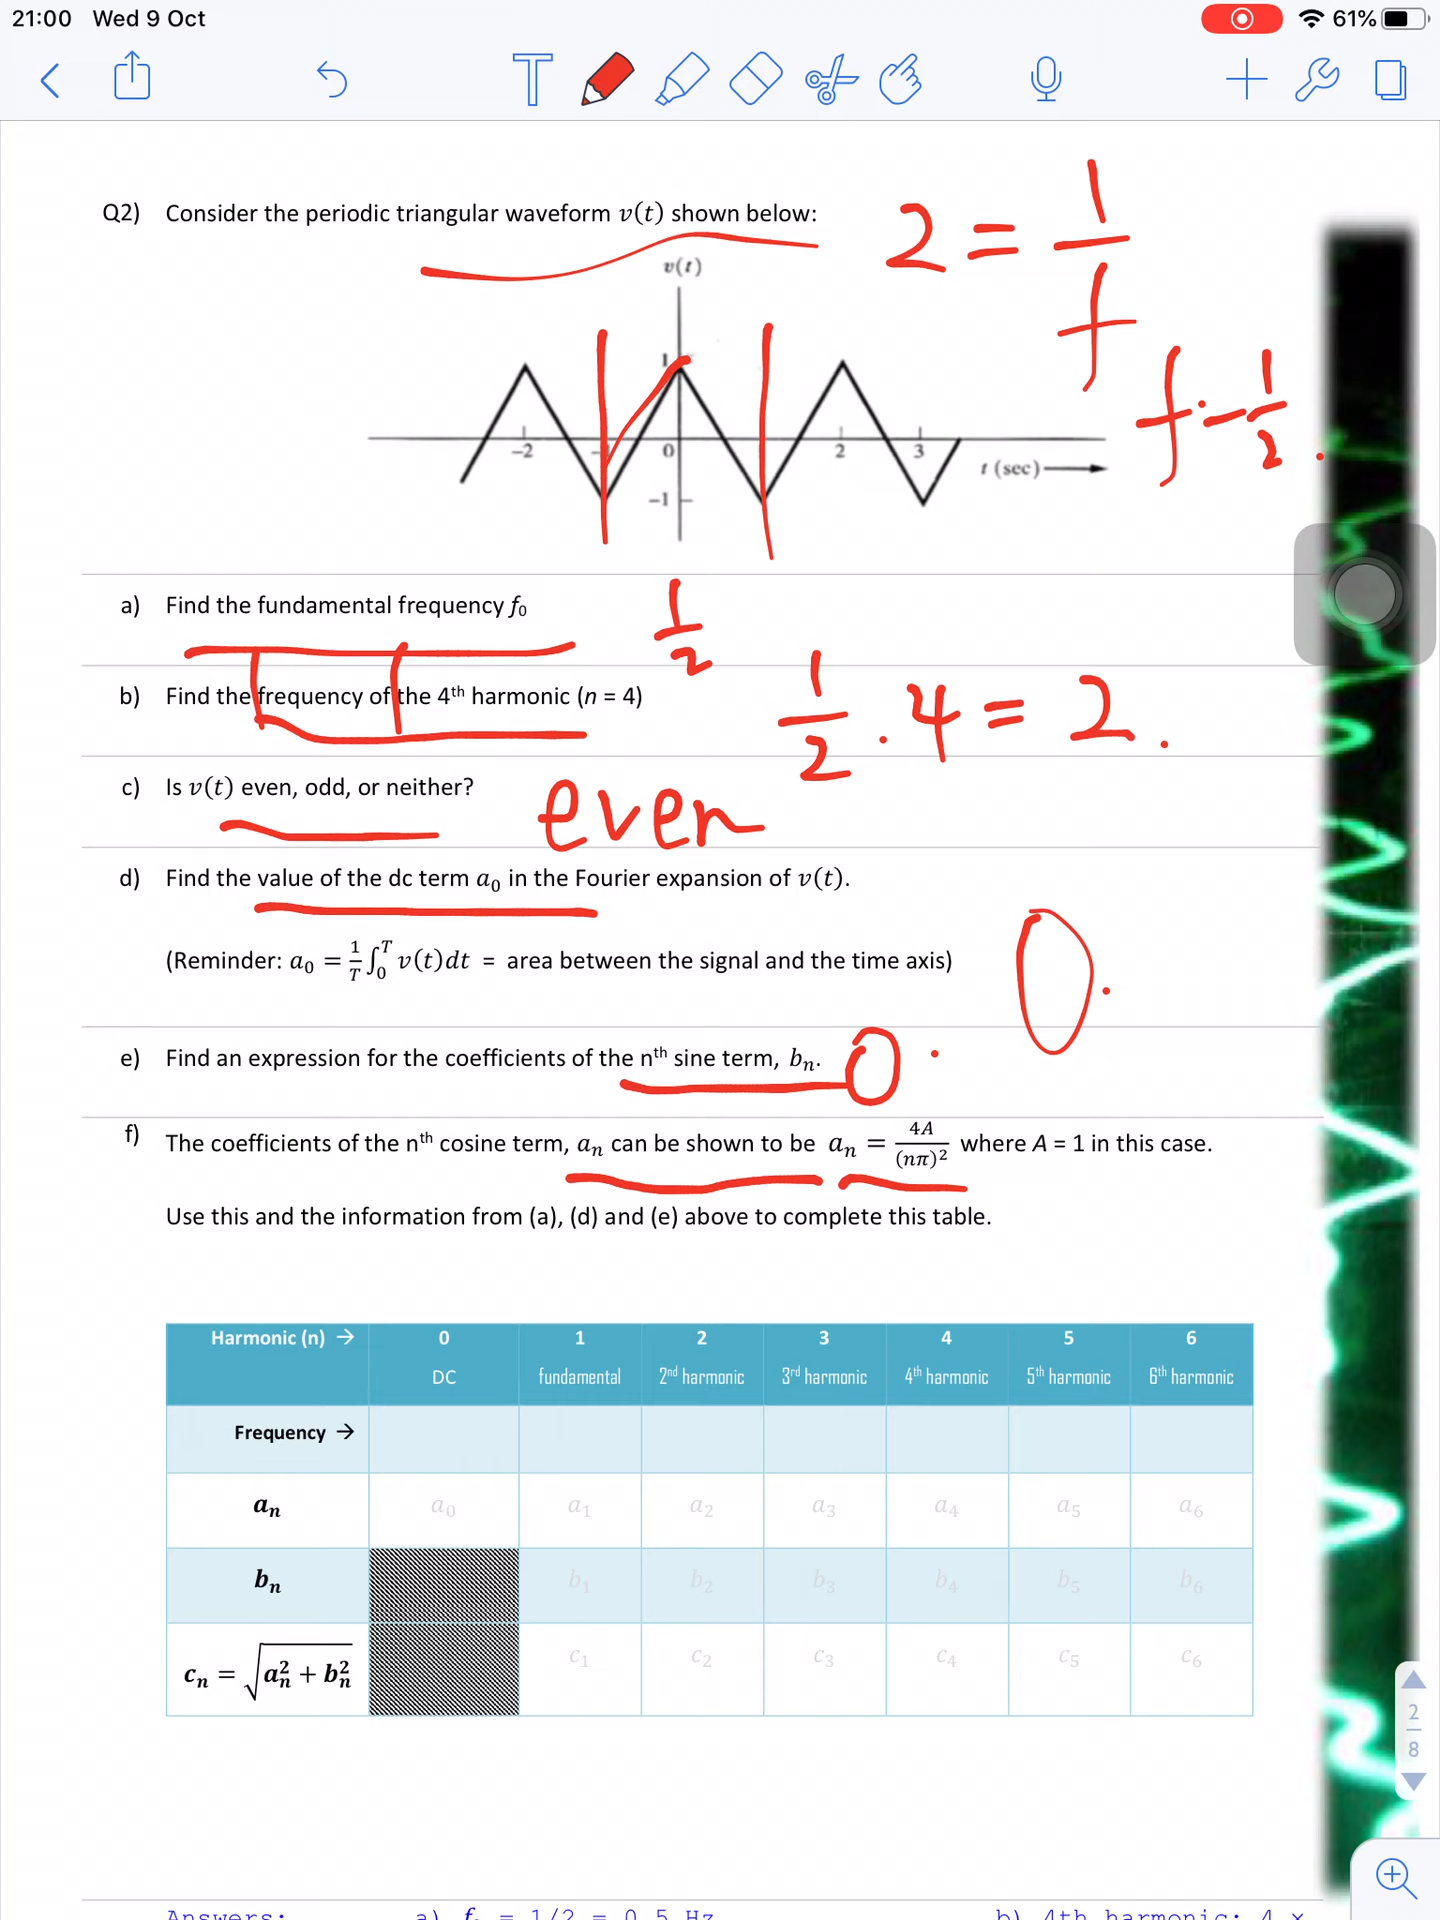 21:00 Wed 9 Oct
61%
Q2) Consider the periodic triangular waveform v(t) shown below:
2 = 1/f
v(t)
f = 1/2.
1
-2
0
2
3
-1
t (sec)
a) Find the fundamental frequency f₀
1/2
b) Find the frequency of the 4th harmonic (n = 4)
1/2 . 4 = 2.
c) Is v(t) even, odd, or neither?
even
d) Find the value of the dc term a₀ in the Fourier expansion of v(t).
(Reminder: a₀ = 1/T ∫₀ᵀ v(t)dt = area between the signal and the time axis)
0.
e) Find an expression for the coefficients of the nth sine term, bₙ.
0.
f) The coefficients of the nth cosine term, aₙ can be shown to be aₙ = 4A/(nπ)² where A = 1 in this case.
Use this and the information from (a), (d) and (e) above to complete this table.
Harmonic (n) → 0 1 2 3 4 5 6
DC fundamental 2nd harmonic 3rd harmonic 4th harmonic 5th harmonic 6th harmonic
Frequency →
aₙ a₀ a₁ a₂ a₃ a₄ a₅ a₆
bₙ b₁ b₂ b₃ b₄ b₅ b₆
cₙ = √(aₙ² + bₙ²) c₁ c₂ c₃ c₄ c₅ c₆
2
8
Answers: a) f = 1/2 = 0.5 Hz b) 4th harmonic: 4 x